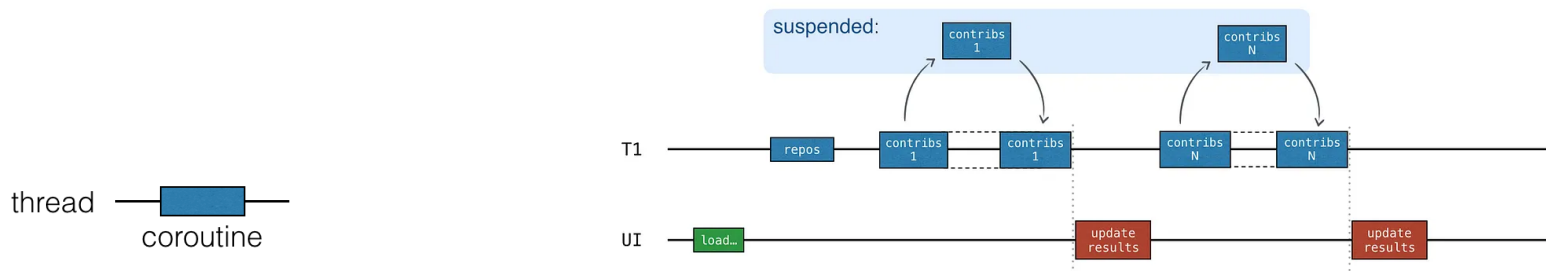 thread
coroutine
suspended:
contribs
1
contribs
N
T1
repos
contribs
1
contribs
1
contribs
N
contribs
N
UI
load…
update
results
update
results